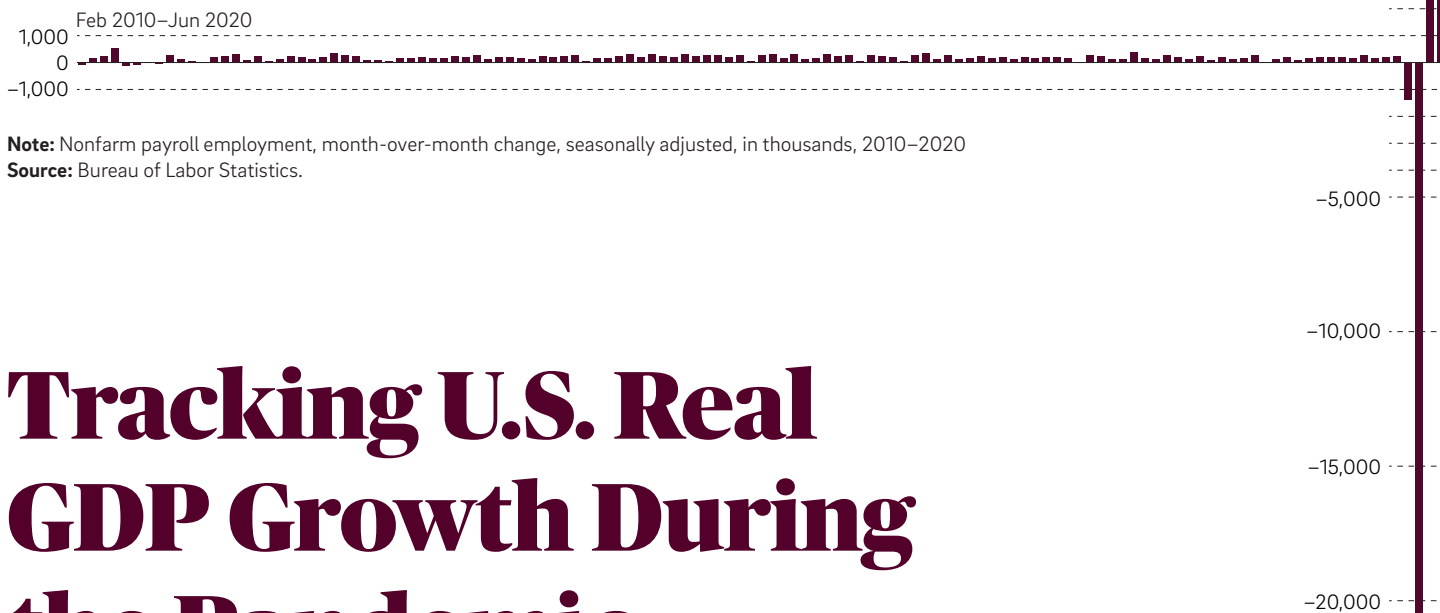 Feb 2010–Jun 2020
1,000
0
–1,000
Note: Nonfarm payroll employment, month-over-month change, seasonally adjusted, in thousands, 2010–2020
Source: Bureau of Labor Statistics.
–5,000
–10,000
Tracking U.S. Real
–15,000
GDP Growth During
the Pandemic
–20,000